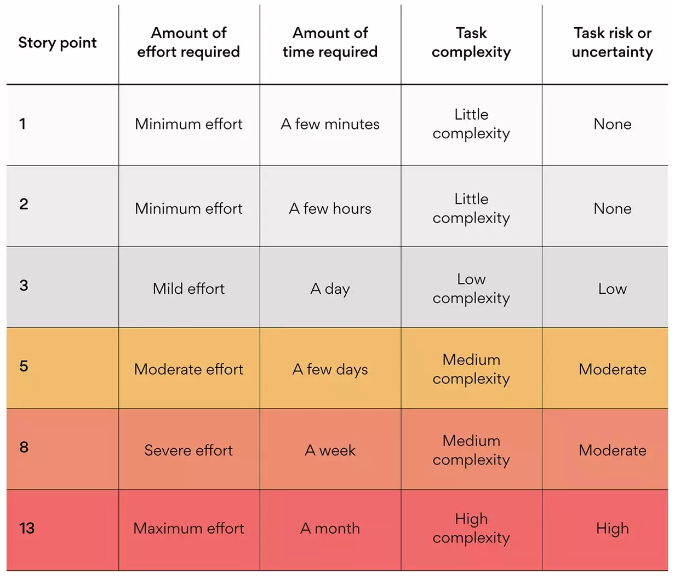 Story point
Amount of
effort required
Amount of
time required
Task
complexity
Task risk or
uncertainty
1
Minimum effort
A few minutes
Little
complexity
None
2
Minimum effort
A few hours
Little
complexity
None
3
Mild effort
A day
Low
complexity
Low
5
Moderate effort
A few days
Medium
complexity
Moderate
8
Severe effort
A week
Medium
complexity
Moderate
13
Maximum effort
A month
High
complexity
High